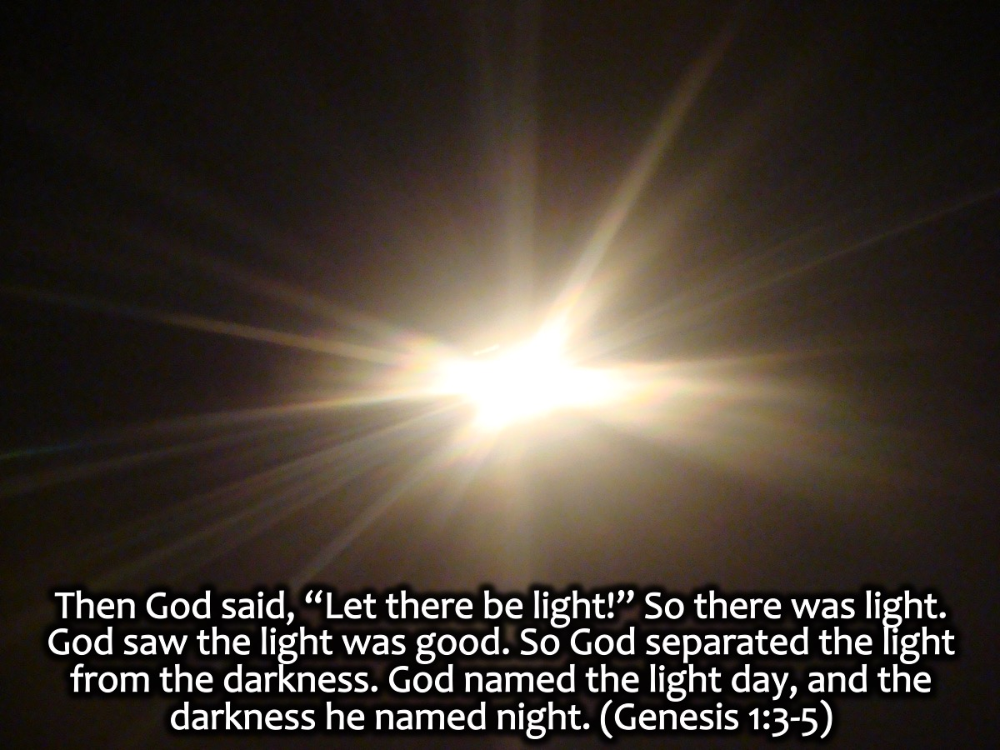 Then God said, “Let there be light!” So there was light.
God saw the light was good. So God separated the light
from the darkness. God named the light day, and the
darkness he named night. (Genesis 1:3-5)